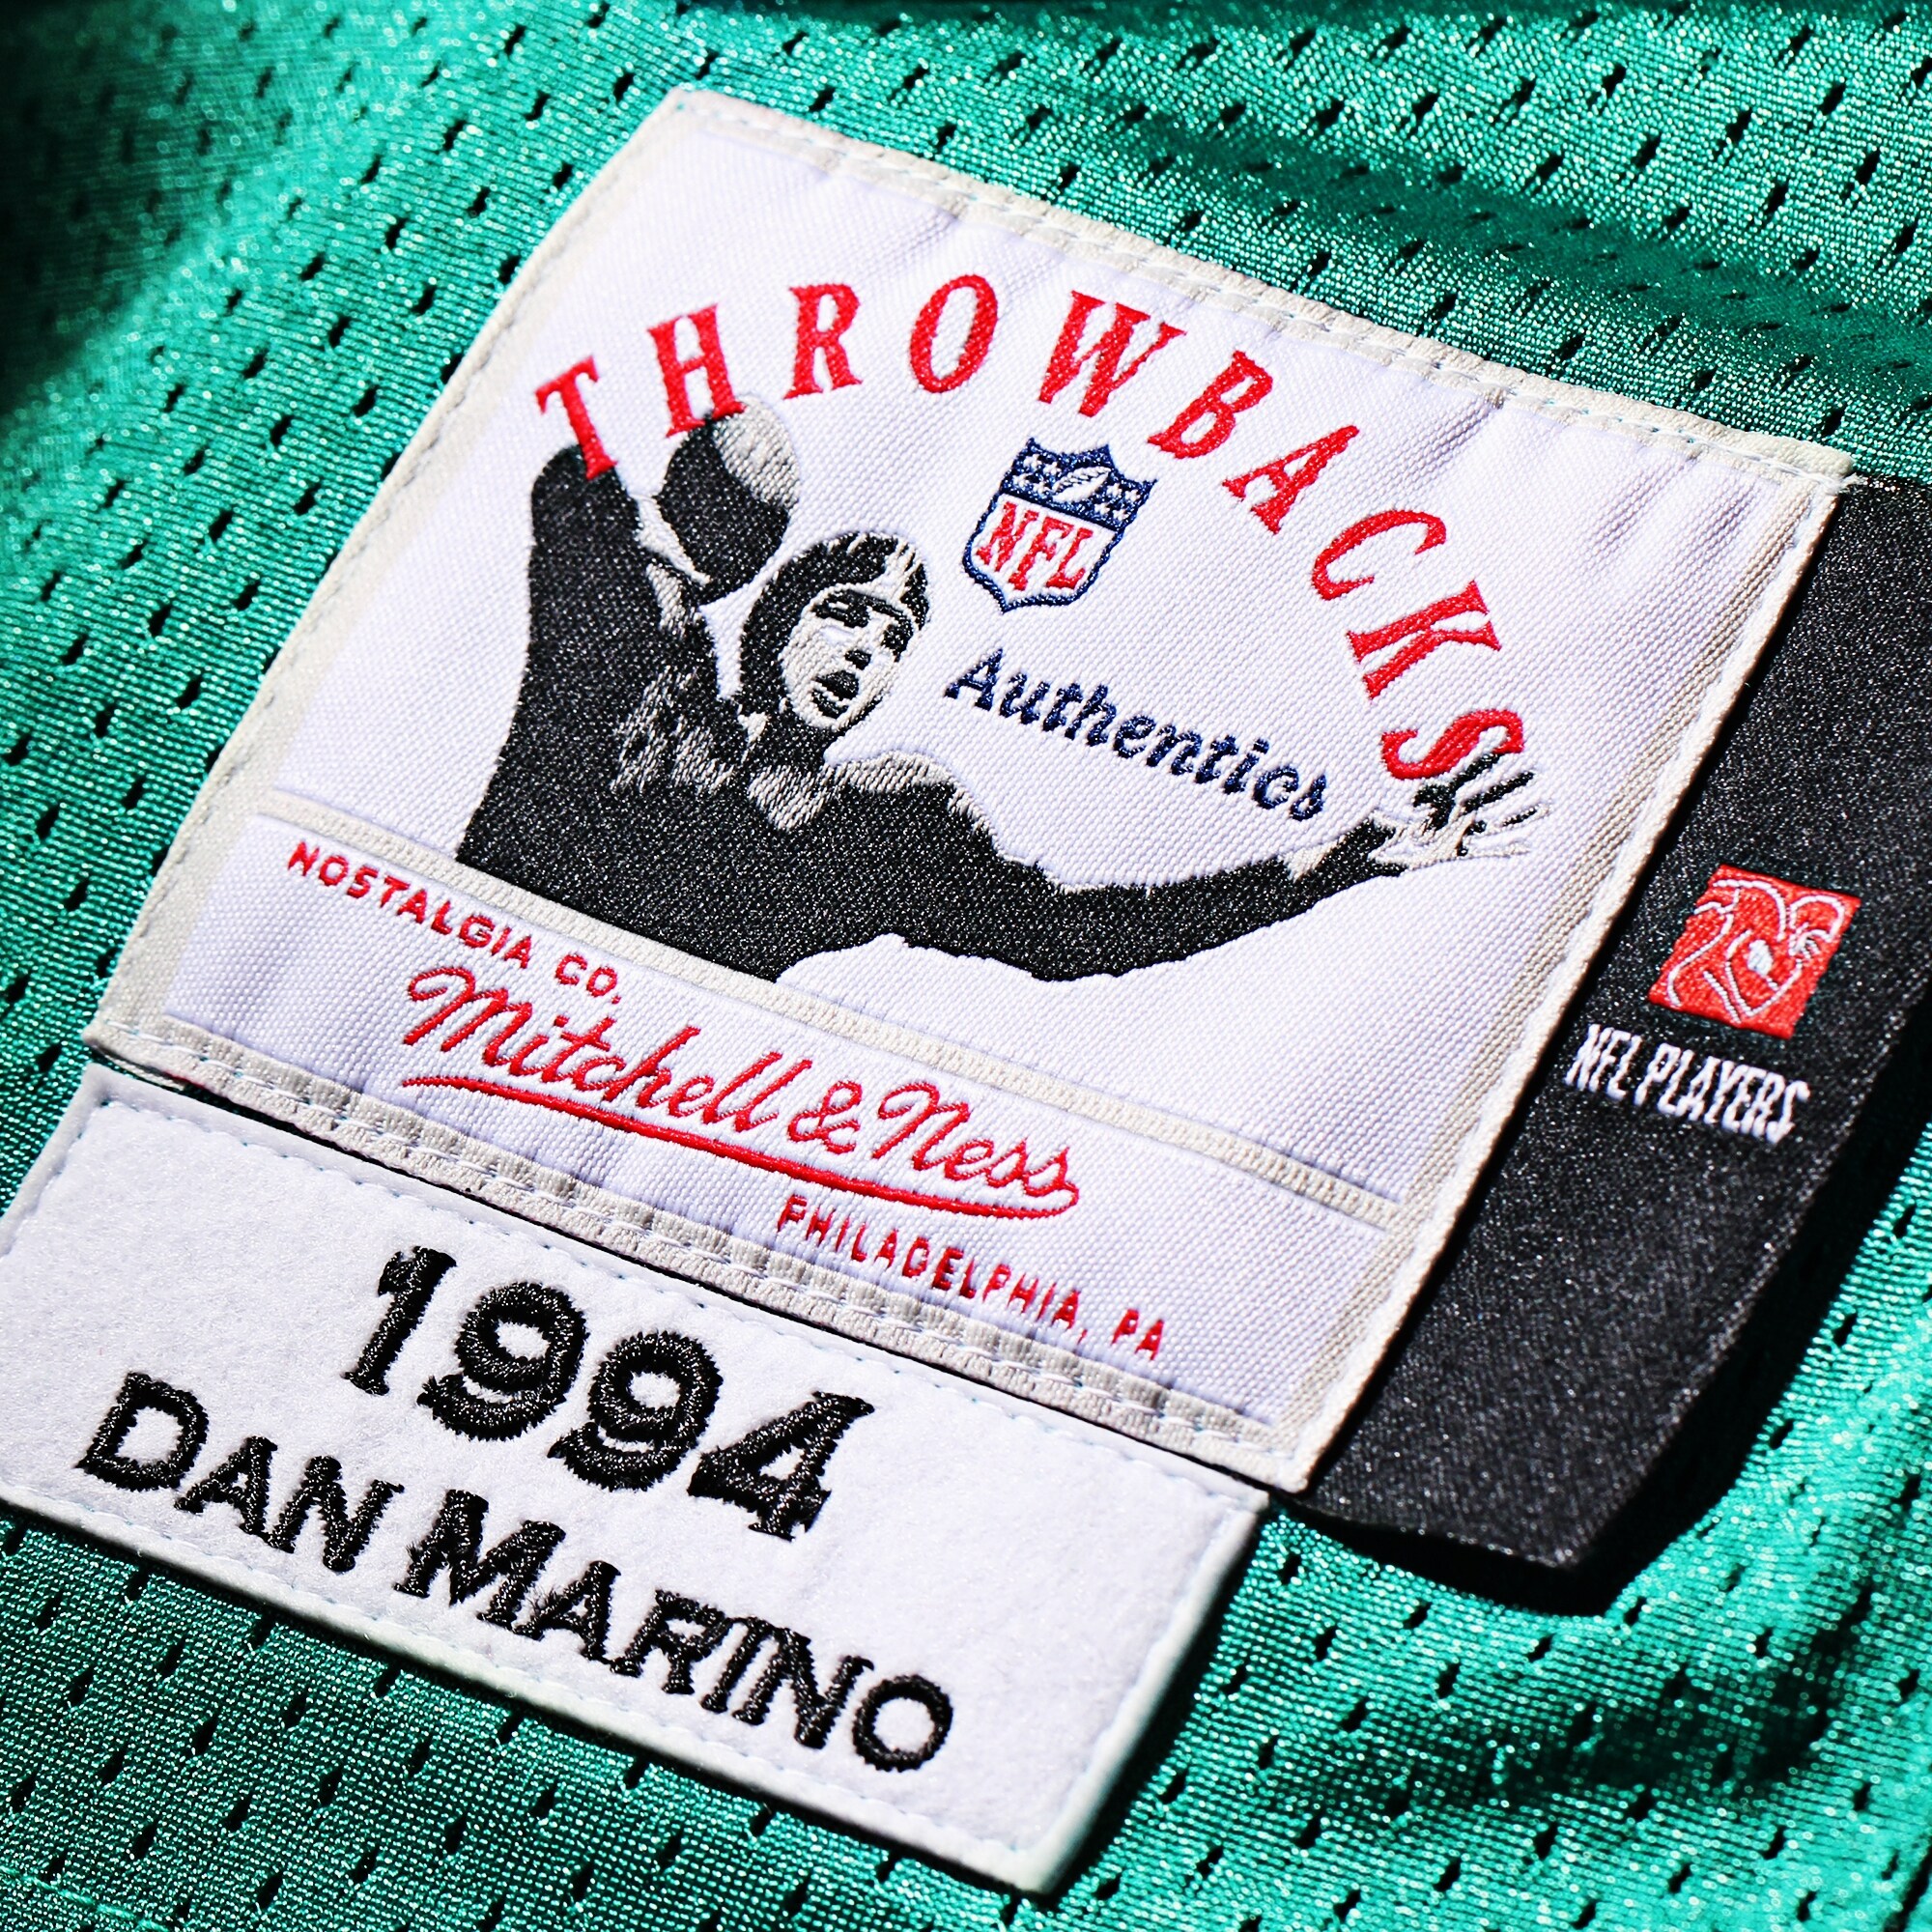 THROWBACKS
NFL
Authentics
NOSTALGIA CO.
Mitchell & Ness
PHILADELPHIA, PA
NFL PLAYERS
1994
DAN MARINO